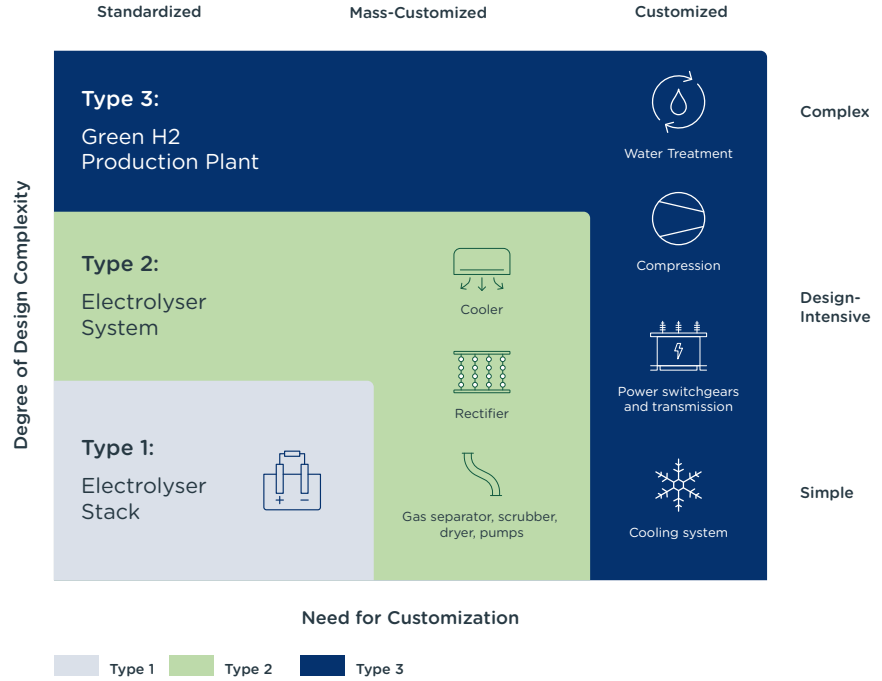 Standardized
Mass-Customized
Customized
Type 3:
Green H2
Production Plant
Water Treatment
Complex
Compression
Degree of Design Complexity
Type 2:
Electrolyser
System
Cooler
Design-
Intensive
Rectifier
Power switchgears
and transmission
Type 1:
Electrolyser
Stack
+ −
Gas separator, scrubber,
dryer, pumps
Simple
Cooling system
Need for Customization
Type 1
Type 2
Type 3